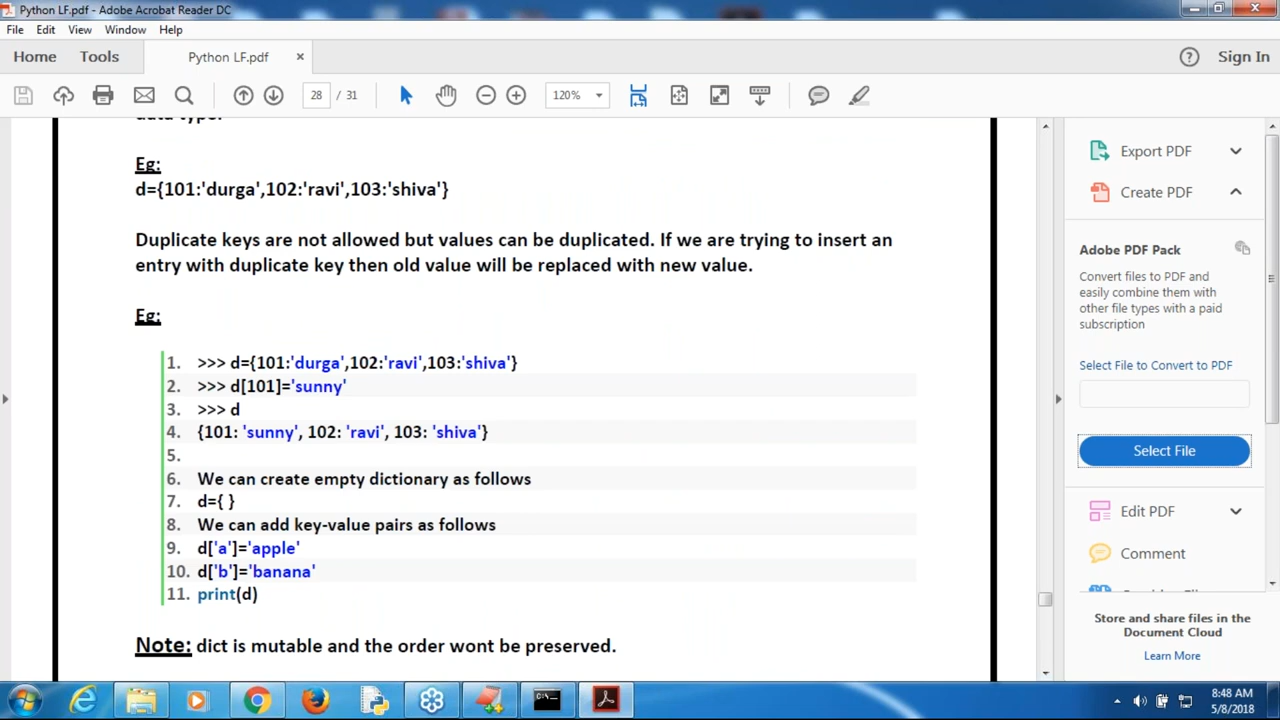 Python LF.pdf - Adobe Acrobat Reader DC
File Edit View Window Help
Home Tools Python LF.pdf × ? Sign In
28 / 31 120%
data type.
Eg:
d={101:'durga',102:'ravi',103:'shiva'}
Duplicate keys are not allowed but values can be duplicated. If we are trying to insert an
entry with duplicate key then old value will be replaced with new value.
Eg:
1. >>> d={101:'durga',102:'ravi',103:'shiva'}
2. >>> d[101]='sunny'
3. >>> d
4. {101: 'sunny', 102: 'ravi', 103: 'shiva'}
5.
6. We can create empty dictionary as follows
7. d={ }
8. We can add key-value pairs as follows
9. d['a']='apple'
10. d['b']='banana'
11. print(d)
Note: dict is mutable and the order wont be preserved.
Export PDF
Create PDF
Adobe PDF Pack
Convert files to PDF and
easily combine them with
other file types with a paid
subscription
Select File to Convert to PDF
Select File
Edit PDF
Comment
Store and share files in the
Document Cloud
Learn More
8:48 AM
5/8/2018